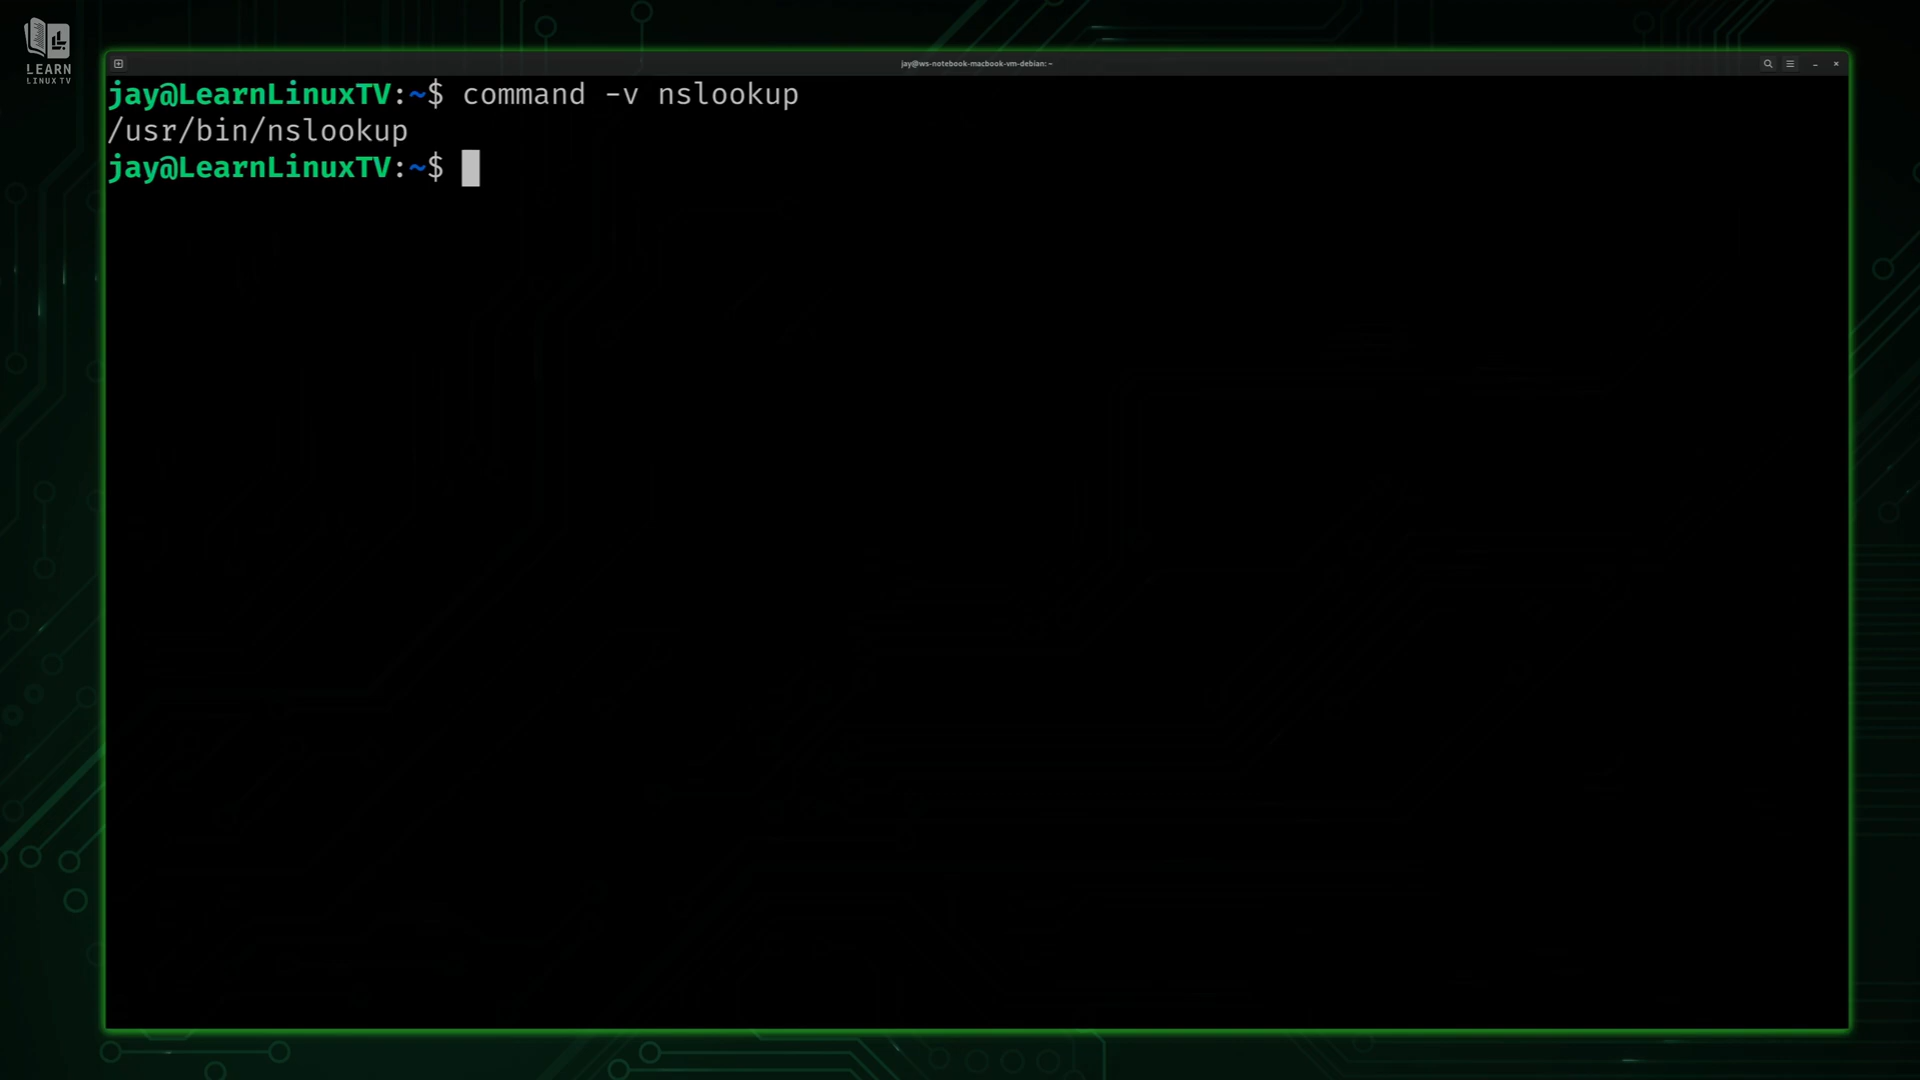 LEARN
LINUX TV
jay@ws-notebook-macbook-vm-debian: ~
jay@LearnLinuxTV:~$ command -v nslookup
/usr/bin/nslookup
jay@LearnLinuxTV:~$